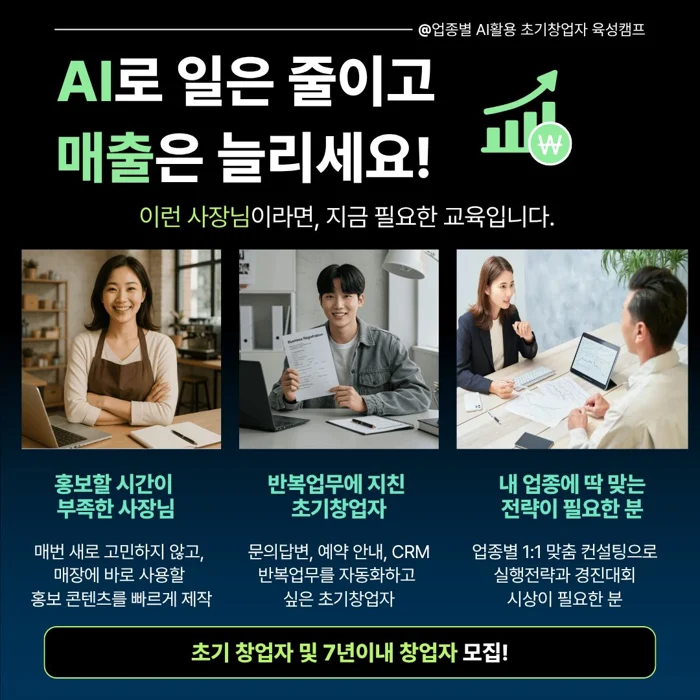 @업종별 AI활용 초기창업자 육성캠프
AI로 일은 줄이고
매출은 늘리세요!
₩
이런 사장님이라면, 지금 필요한 교육입니다.
Business Registration
홍보할 시간이
부족한 사장님
매번 새로 고민하지 않고,
매장에 바로 사용할
홍보 콘텐츠를 빠르게 제작
반복업무에 지친
초기창업자
문의답변, 예약 안내, CRM
반복업무를 자동화하고
싶은 초기창업자
내 업종에 딱 맞는
전략이 필요한 분
업종별 1:1 맞춤 컨설팅으로
실행전략과 경진대회
시상이 필요한 분
초기 창업자 및 7년이내 창업자 모집!